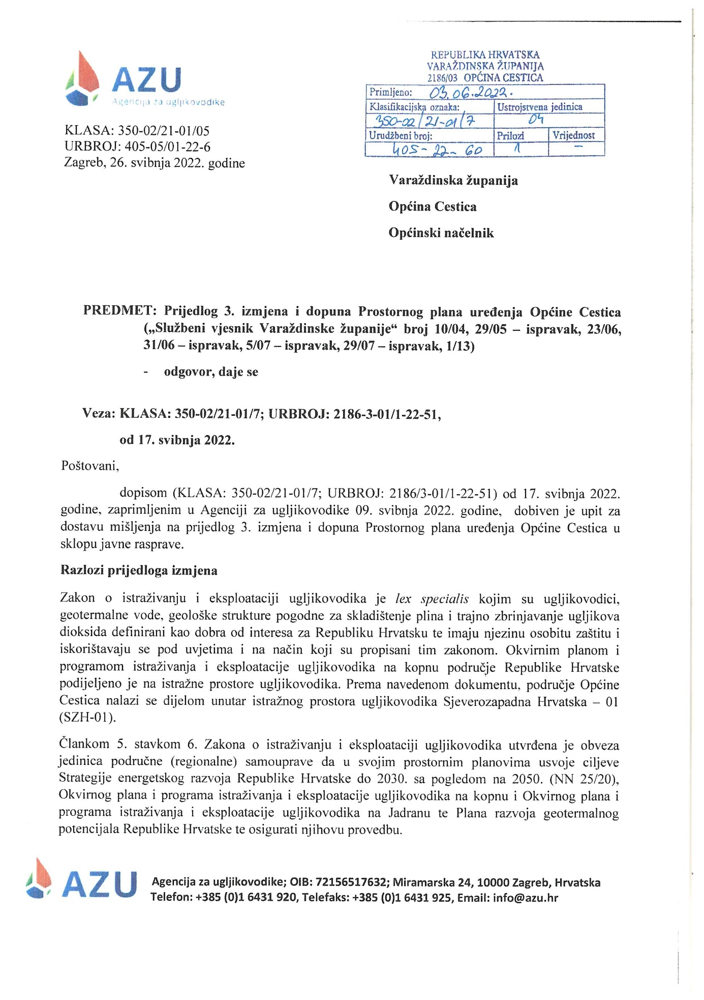 AZU
Agencija za ugljikovodike
KLASA: 350-02/21-01/05
URBROJ: 405-05/01-22-6
Zagreb, 26. svibnja 2022. godine
REPUBLIKA HRVATSKA
VARAŽDINSKA ŽUPANIJA
2186/03 OPĆINA CESTICA
Primljeno: 03.06.2022.
Klasifikacijska oznaka: Ustrojstvena jedinica
350-02/21-01/7 04
Urudžbeni broj: Prilozi Vrijednost
405-22-60 1 –
Varaždinska županija
Općina Cestica
Općinski načelnik
PREDMET: Prijedlog 3. izmjena i dopuna Prostornog plana uređenja Općine Cestica
(„Službeni vjesnik Varaždinske županije“ broj 10/04, 29/05 – ispravak, 23/06,
31/06 – ispravak, 5/07 – ispravak, 29/07 – ispravak, 1/13)
- odgovor, daje se
Veza: KLASA: 350-02/21-01/7; URBROJ: 2186-3-01/1-22-51,
od 17. svibnja 2022.
Poštovani,
dopisom (KLASA: 350-02/21-01/7; URBROJ: 2186/3-01/1-22-51) od 17. svibnja 2022.
godine, zaprimljenim u Agenciji za ugljikovodike 09. svibnja 2022. godine, dobiven je upit za
dostavu mišljenja na prijedlog 3. izmjena i dopuna Prostornog plana uređenja Općine Cestica u
sklopu javne rasprave.
Razlozi prijedloga izmjena
Zakon o istraživanju i eksploataciji ugljikovodika je lex specialis kojim su ugljikovodici,
geotermalne vode, geološke strukture pogodne za skladištenje plina i trajno zbrinjavanje ugljikova
dioksida definirani kao dobra od interesa za Republiku Hrvatsku te imaju njezinu osobitu zaštitu i
iskorištavaju se pod uvjetima i na način koji su propisani tim zakonom. Okvirnim planom i
programom istraživanja i eksploatacije ugljikovodika na kopnu područje Republike Hrvatske
podijeljeno je na istražne prostore ugljikovodika. Prema navedenom dokumentu, područje Općine
Cestica nalazi se dijelom unutar istražnog prostora ugljikovodika Sjeverozapadna Hrvatska – 01
(SZH-01).
Člankom 5. stavkom 6. Zakona o istraživanju i eksploataciji ugljikovodika utvrđena je obveza
jedinica područne (regionalne) samouprave da u svojim prostornim planovima usvoje ciljeve
Strategije energetskog razvoja Republike Hrvatske do 2030. sa pogledom na 2050. (NN 25/20),
Okvirnog plana i programa istraživanja i eksploatacije ugljikovodika na kopnu i Okvirnog plana i
programa istraživanja i eksploatacije ugljikovodika na Jadranu te Plana razvoja geotermalnog
potencijala Republike Hrvatske te osigurati njihovu provedbu.
AZU
Agencija za ugljikovodike; OIB: 72156517632; Miramarska 24, 10000 Zagreb, Hrvatska
Telefon: +385 (0)1 6431 920, Telefaks: +385 (0)1 6431 925, Email: info@azu.hr